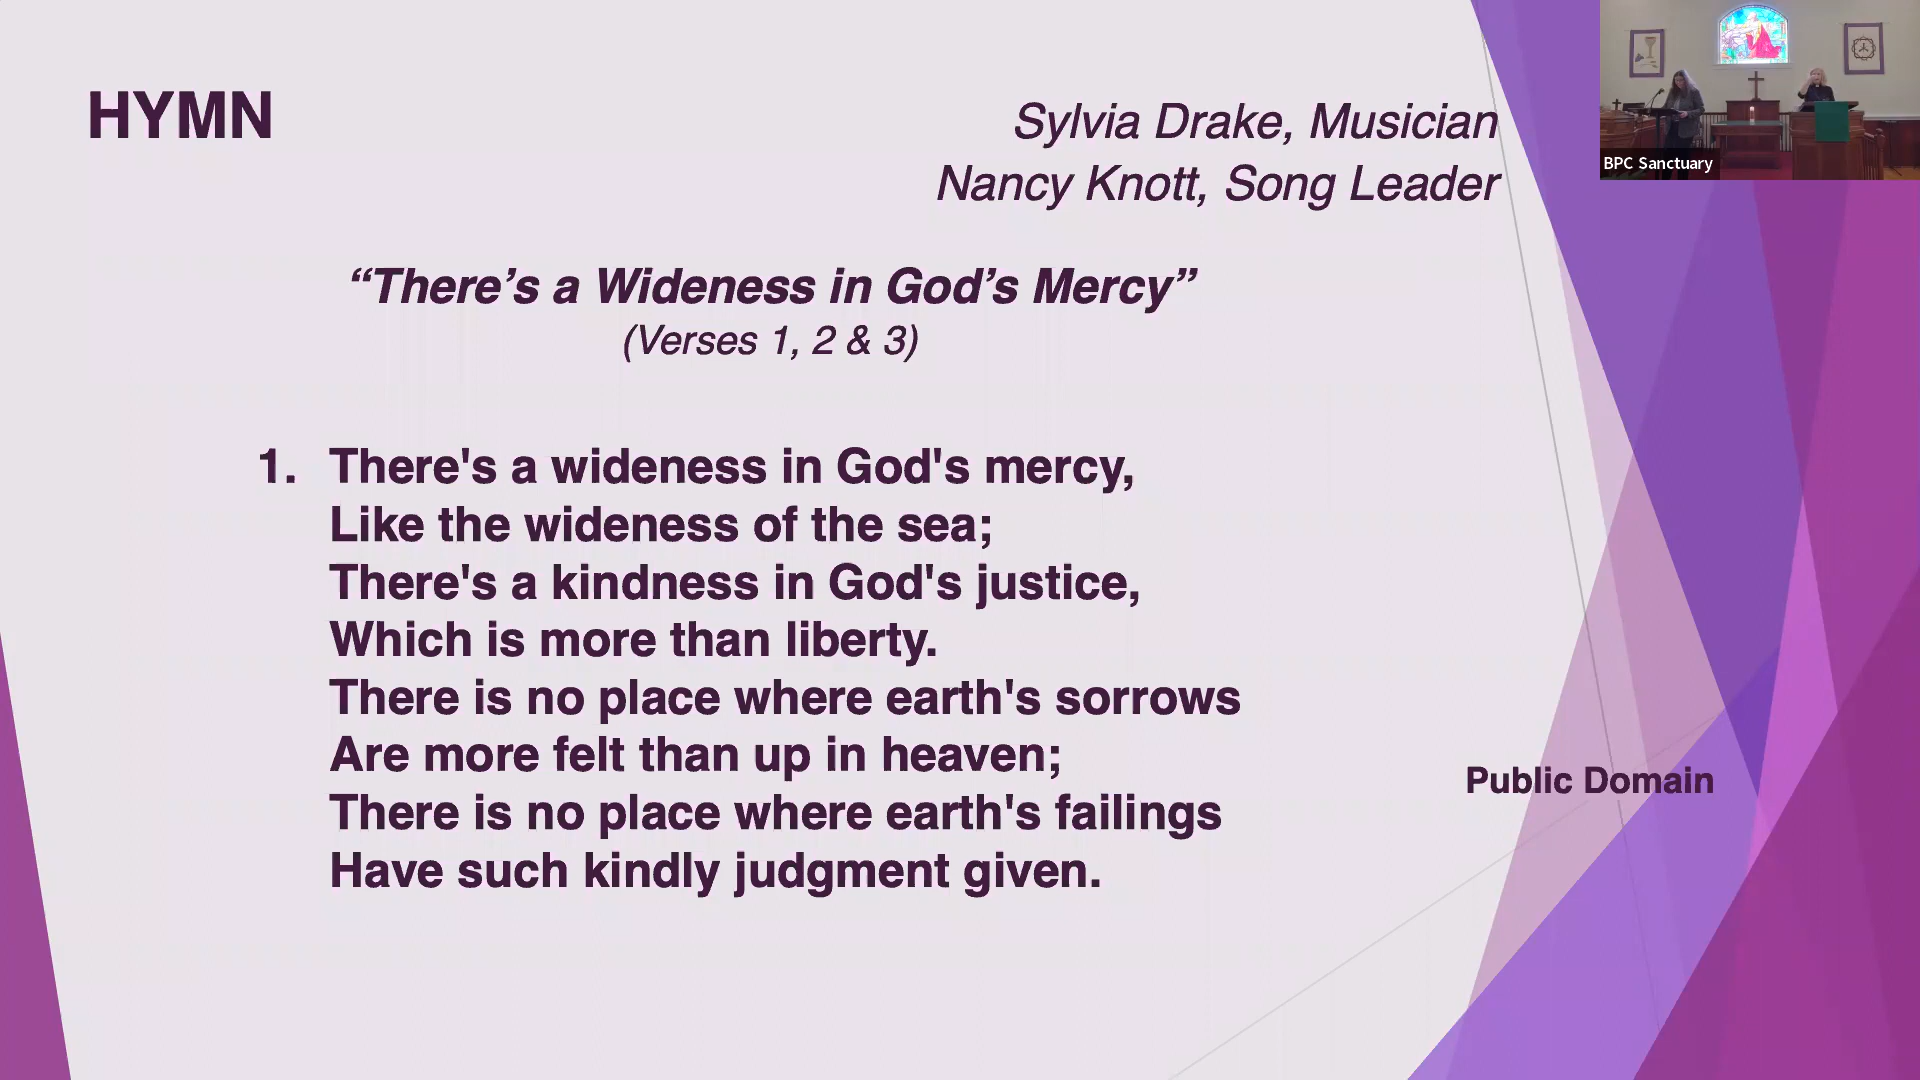 HYMN
Sylvia Drake, Musician
Nancy Knott, Song Leader
“There’s a Wideness in God’s Mercy”
(Verses 1, 2 & 3)
1. There's a wideness in God's mercy,
Like the wideness of the sea;
There's a kindness in God's justice,
Which is more than liberty.
There is no place where earth's sorrows
Are more felt than up in heaven;
There is no place where earth's failings
Have such kindly judgment given.
Public Domain
BPC Sanctuary